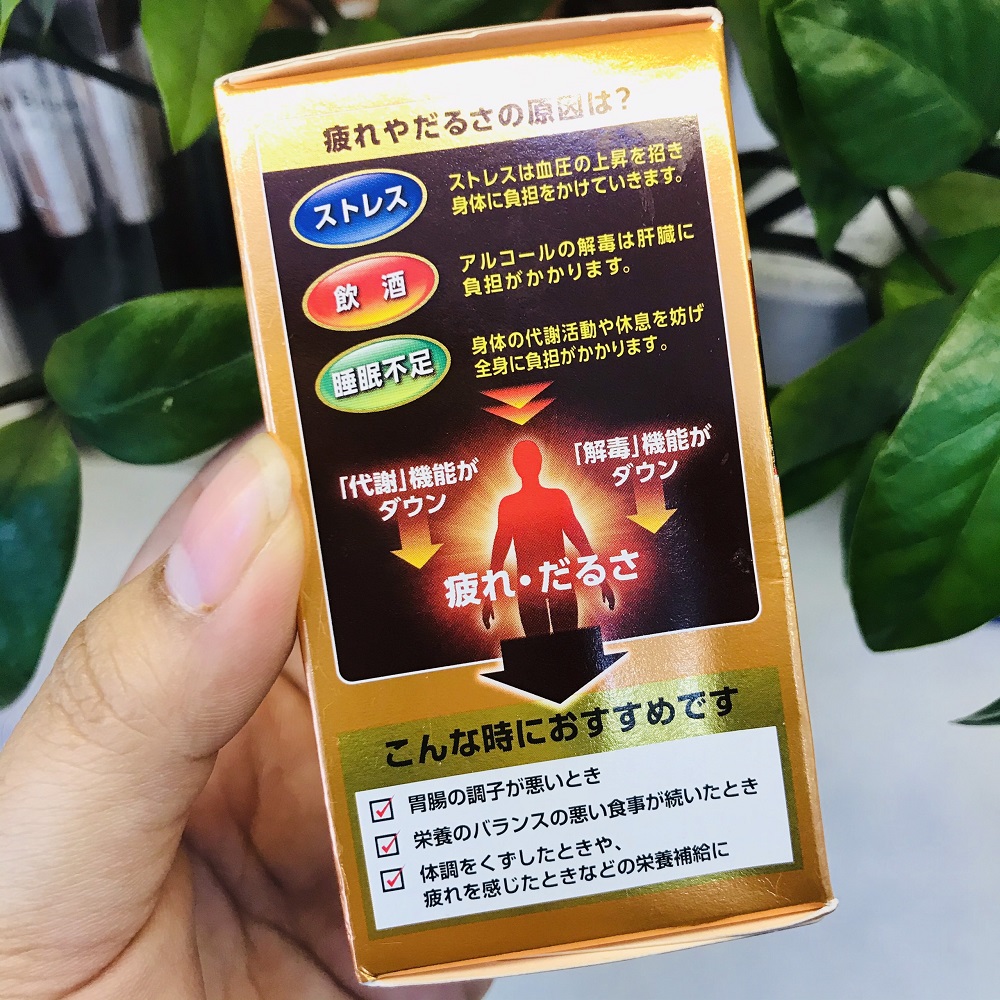 疲れやだるさの原因は?
ストレス
ストレスは血圧の上昇を招き
身体に負担をかけていきます。
飲酒
アルコールの解毒は肝臓に
負担がかかります。
睡眠不足
身体の代謝活動や休息を妨げ
全身に負担がかかります。
「代謝」機能が
ダウン
「解毒」機能が
ダウン
疲れ・だるさ
こんな時におすすめです
胃腸の調子が悪いとき
栄養のバランスの悪い食事が続いたとき
体調をくずしたときや、
疲れを感じたときなどの栄養補給に